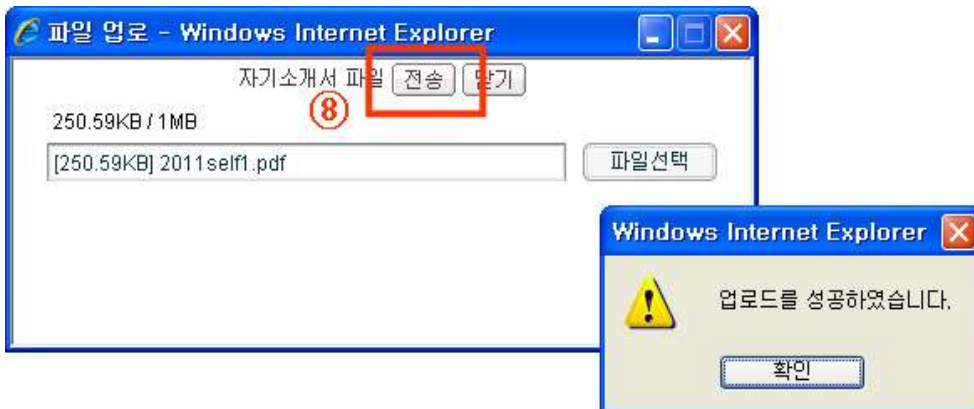 파일 업로 - Windows Internet Explorer
자기소개서 파일 전송 닫기
⑧
250.59KB / 1MB
[250.59KB] 2011self1.pdf 파일선택
Windows Internet Explorer
업로드를 성공하였습니다.
확인